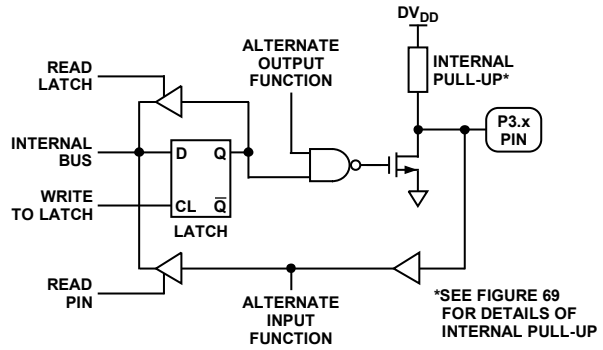 DVDD
ALTERNATE
OUTPUT
FUNCTION
READ
LATCH
INTERNAL
PULL-UP*
P3.x
PIN
INTERNAL
BUS
D Q
WRITE
TO LATCH
CL Q̅
LATCH
READ
PIN
ALTERNATE
INPUT
FUNCTION
*SEE FIGURE 69
FOR DETAILS OF
INTERNAL PULL-UP